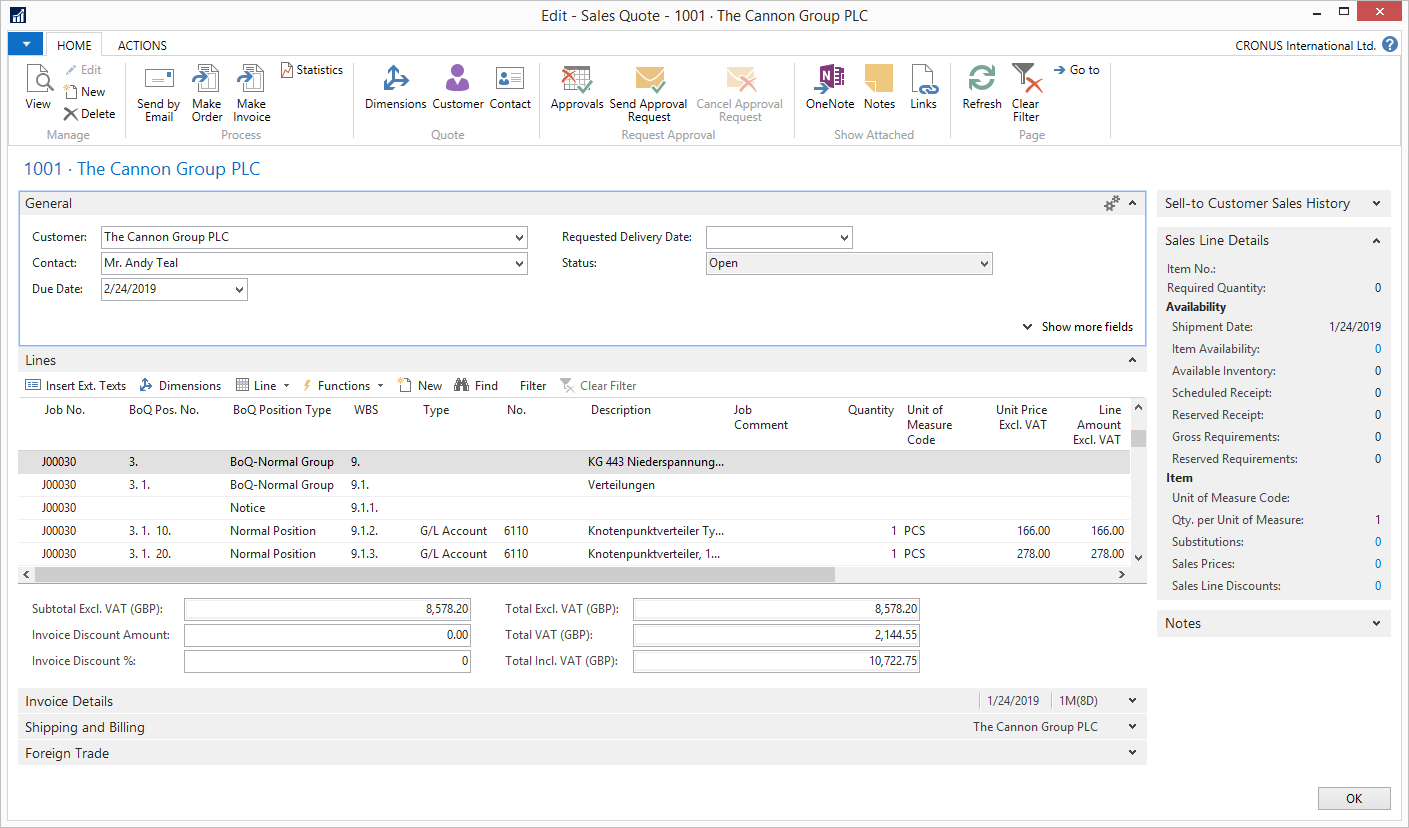 Edit - Sales Quote - 1001 · The Cannon Group PLC
HOME ACTIONS CRONUS International Ltd. ?
View
Edit
New
Delete
Manage
Send by Email
Make Order
Make Invoice
Statistics
Process
Dimensions
Customer
Contact
Quote
Approvals
Send Approval Request
Cancel Approval Request
Request Approval
OneNote
Notes
Links
Show Attached
Refresh
Clear Filter
Go to
Page
1001 · The Cannon Group PLC
General
Customer: The Cannon Group PLC
Contact: Mr. Andy Teal
Due Date: 2/24/2019
Requested Delivery Date:
Status: Open
Show more fields
Lines
Insert Ext. Texts Dimensions Line Functions New Find Filter Clear Filter
Job No. BoQ Pos. No. BoQ Position Type WBS Type No. Description Job Comment Quantity Unit of Measure Code Unit Price Excl. VAT Line Amount Excl. VAT
J00030 3. BoQ-Normal Group 9. KG 443 Niederspannung...
J00030 3. 1. BoQ-Normal Group 9.1. Verteilungen
J00030 Notice 9.1.1.
J00030 3. 1. 10. Normal Position 9.1.2. G/L Account 6110 Knotenpunktverteiler Ty... 1 PCS 166.00 166.00
J00030 3. 1. 20. Normal Position 9.1.3. G/L Account 6110 Knotenpunktverteiler, 1... 1 PCS 278.00 278.00
Subtotal Excl. VAT (GBP): 8,578.20
Invoice Discount Amount: 0.00
Invoice Discount %: 0
Total Excl. VAT (GBP): 8,578.20
Total VAT (GBP): 2,144.55
Total Incl. VAT (GBP): 10,722.75
Invoice Details 1/24/2019 1M(8D)
Shipping and Billing The Cannon Group PLC
Foreign Trade
Sell-to Customer Sales History
Sales Line Details
Item No.:
Required Quantity: 0
Availability
Shipment Date: 1/24/2019
Item Availability: 0
Available Inventory: 0
Scheduled Receipt: 0
Reserved Receipt: 0
Gross Requirements: 0
Reserved Requirements: 0
Item
Unit of Measure Code:
Qty. per Unit of Measure: 1
Substitutions: 0
Sales Prices: 0
Sales Line Discounts: 0
Notes
OK